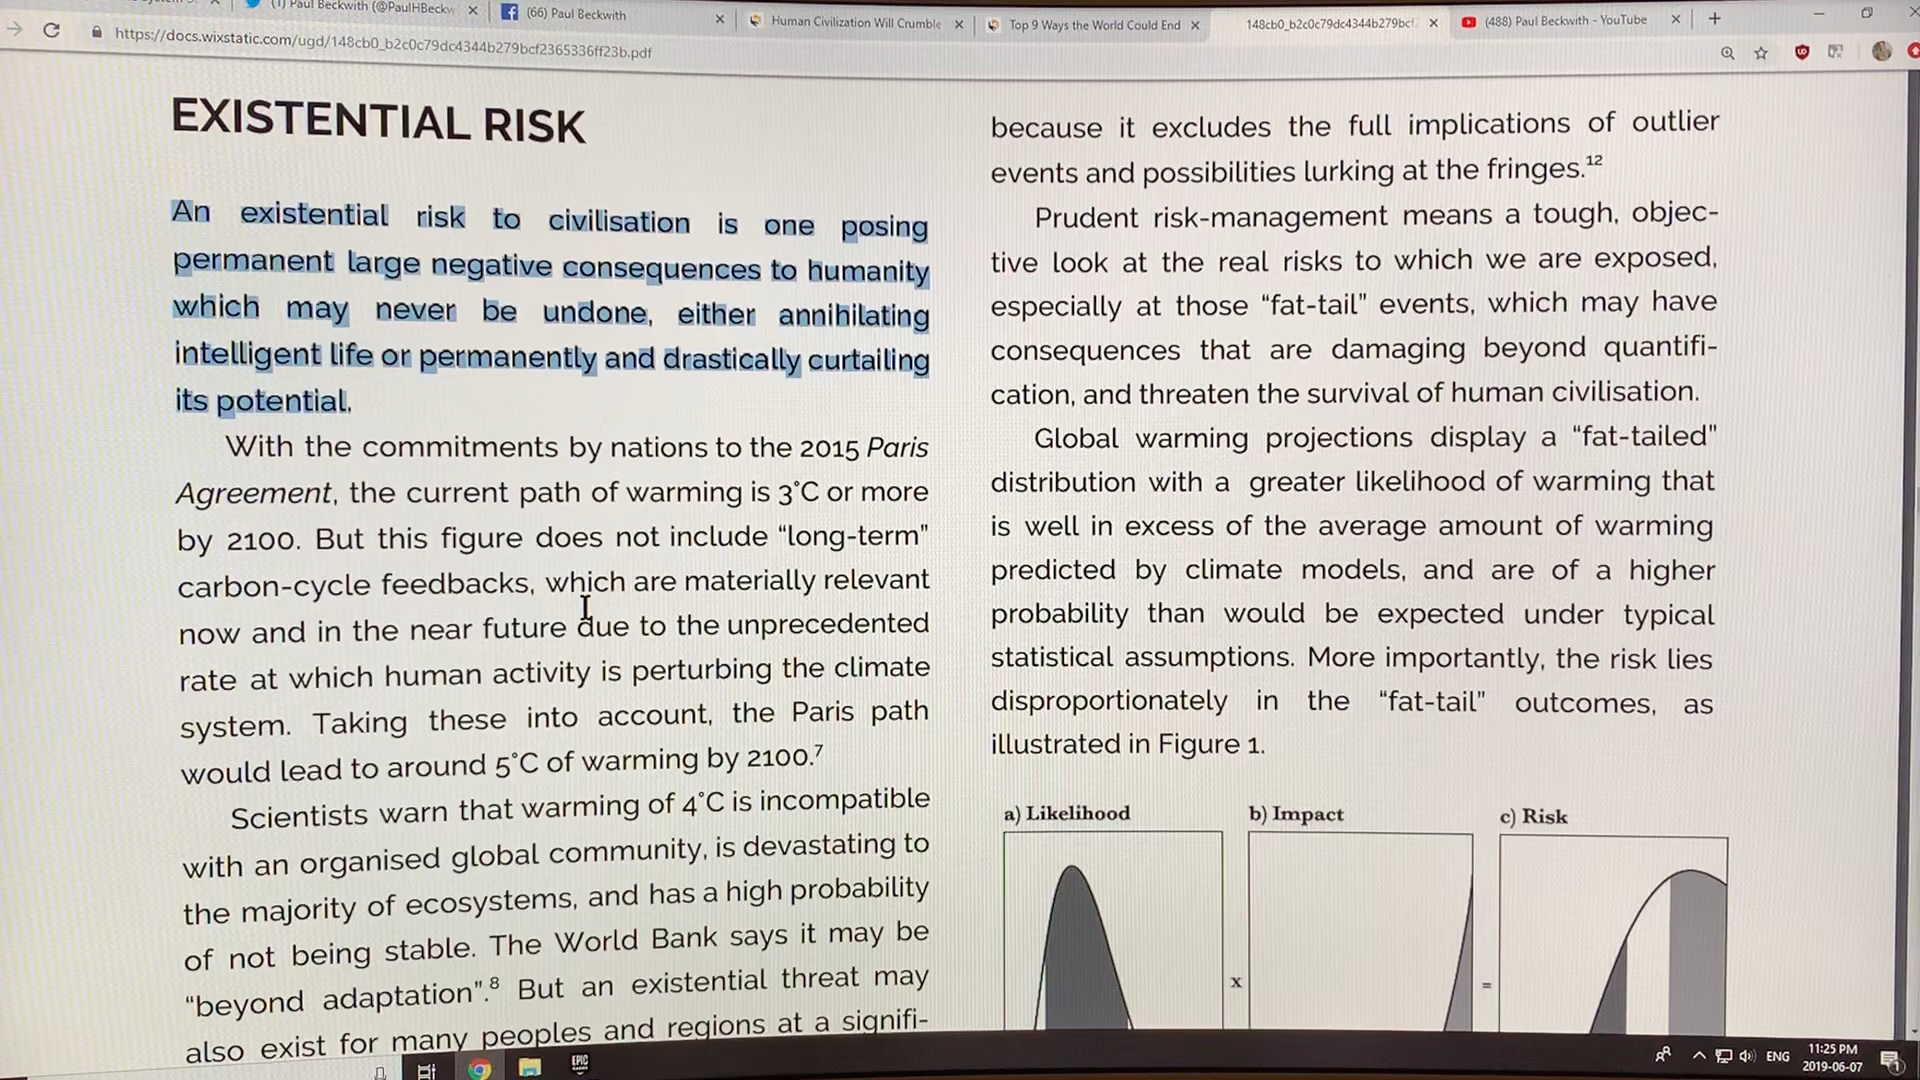 (1) Paul Beckwith (@PaulHBeckw
(66) Paul Beckwith
Human Civilization Will Crumble
Top 9 Ways the World Could End
148cb0_b2c0c79dc4344b279bcf
(488) Paul Beckwith - YouTube
https://docs.wixstatic.com/ugd/148cb0_b2c0c79dc4344b279bcf2365336ff23b.pdf
EXISTENTIAL RISK
An existential risk to civilisation is one posing
permanent large negative consequences to humanity
which may never be undone, either annihilating
intelligent life or permanently and drastically curtailing
its potential.
With the commitments by nations to the 2015 Paris
Agreement, the current path of warming is 3°C or more
by 2100. But this figure does not include “long-term”
carbon-cycle feedbacks, which are materially relevant
now and in the near future due to the unprecedented
rate at which human activity is perturbing the climate
system. Taking these into account, the Paris path
would lead to around 5°C of warming by 2100.⁷
Scientists warn that warming of 4°C is incompatible
with an organised global community, is devastating to
the majority of ecosystems, and has a high probability
of not being stable. The World Bank says it may be
“beyond adaptation”.⁸ But an existential threat may
also exist for many peoples and regions at a signifi-
because it excludes the full implications of outlier
events and possibilities lurking at the fringes.¹²
Prudent risk-management means a tough, objec-
tive look at the real risks to which we are exposed,
especially at those “fat-tail” events, which may have
consequences that are damaging beyond quantifi-
cation, and threaten the survival of human civilisation.
Global warming projections display a “fat-tailed”
distribution with a greater likelihood of warming that
is well in excess of the average amount of warming
predicted by climate models, and are of a higher
probability than would be expected under typical
statistical assumptions. More importantly, the risk lies
disproportionately in the “fat-tail” outcomes, as
illustrated in Figure 1.
a) Likelihood
b) Impact
c) Risk
x
=
EPIC
ENG
11:25 PM
2019-06-07
1